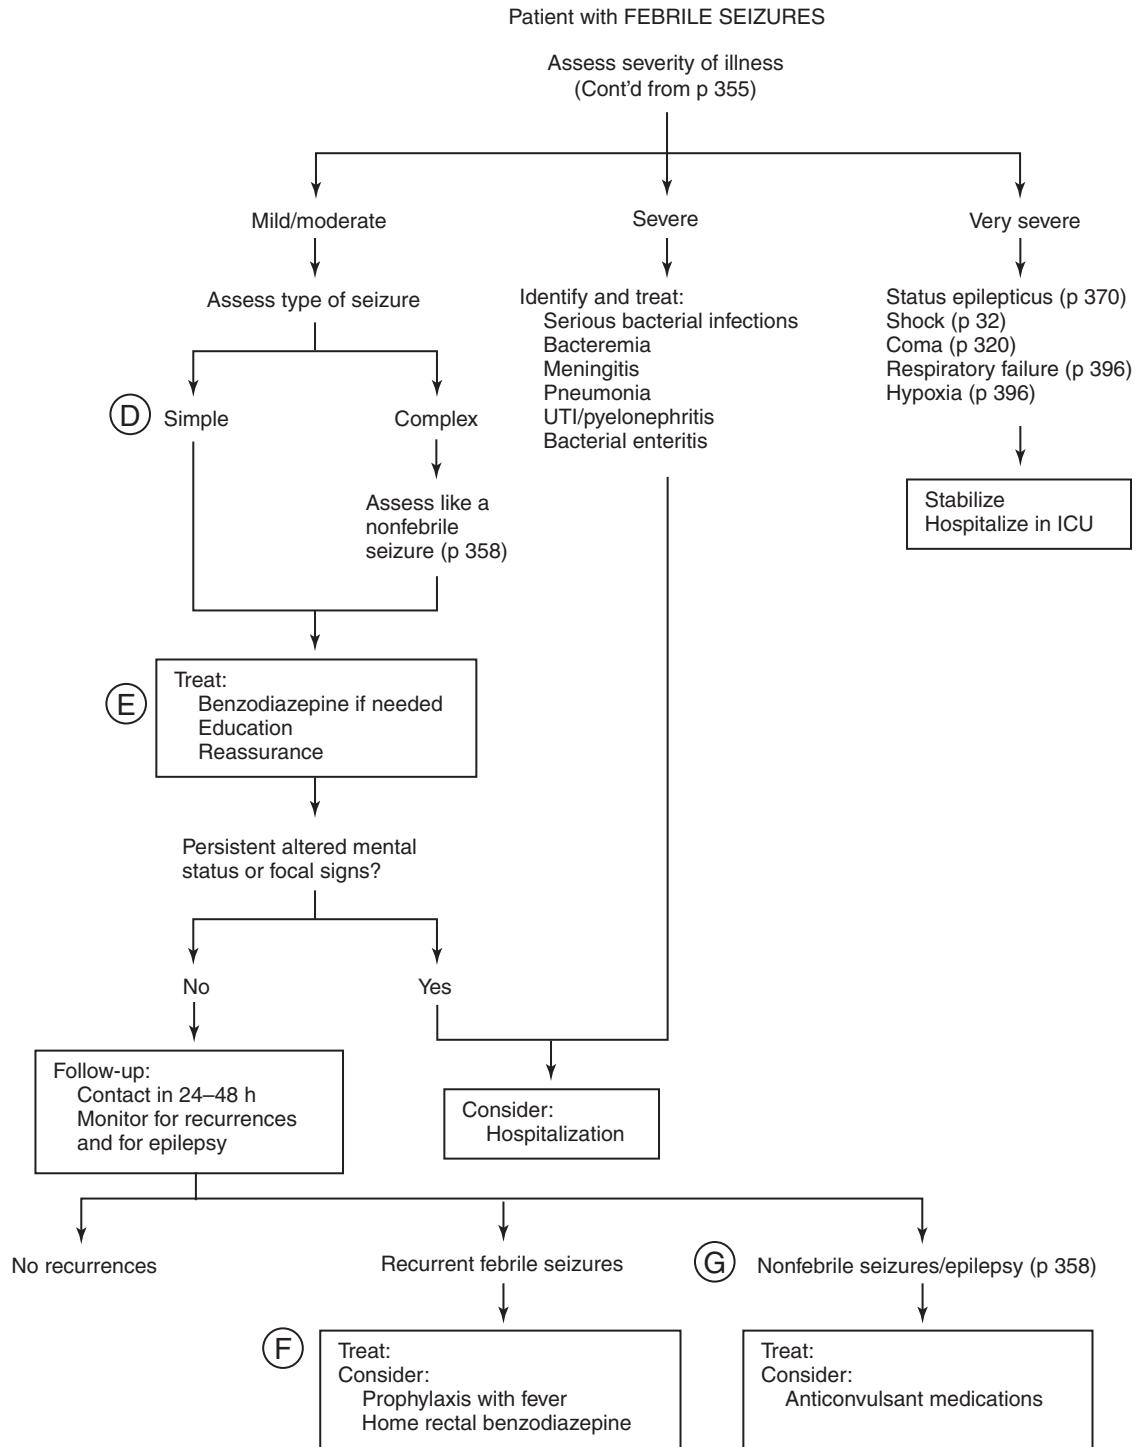 Patient with FEBRILE SEIZURES
Assess severity of illness
(Cont'd from p 355)
Mild/moderate
Severe
Very severe
Assess type of seizure
Identify and treat:
Serious bacterial infections
Bacteremia
Meningitis
Pneumonia
UTI/pyelonephritis
Bacterial enteritis
Status epilepticus (p 370)
Shock (p 32)
Coma (p 320)
Respiratory failure (p 396)
Hypoxia (p 396)
D
Simple
Complex
Assess like a
nonfebrile
seizure (p 358)
Stabilize
Hospitalize in ICU
E
Treat:
Benzodiazepine if needed
Education
Reassurance
Persistent altered mental
status or focal signs?
No
Yes
Follow-up:
Contact in 24–48 h
Monitor for recurrences
and for epilepsy
Consider:
Hospitalization
No recurrences
Recurrent febrile seizures
G
Nonfebrile seizures/epilepsy (p 358)
F
Treat:
Consider:
Prophylaxis with fever
Home rectal benzodiazepine
Treat:
Consider:
Anticonvulsant medications